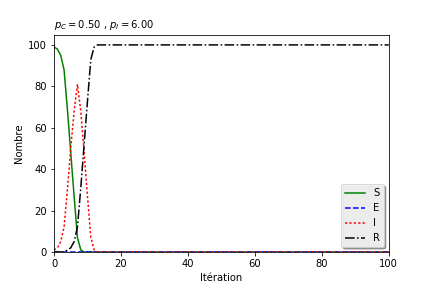 p_C = 0.50 , p_I = 6.00
Nombre
100
80
60
40
20
0
0 20 40 60 80 100
Itération
S
E
I
R